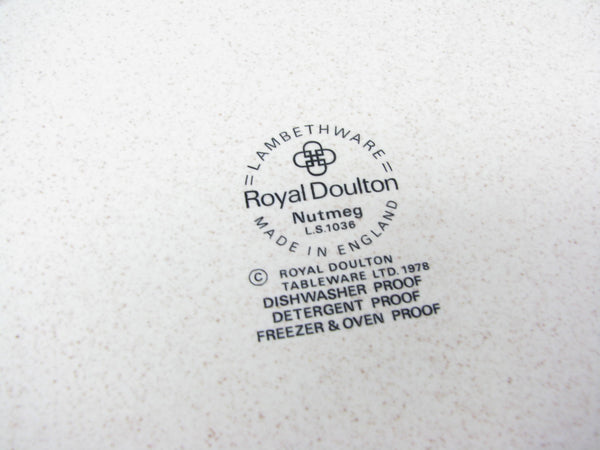 = LAMBETHWARE =
Royal Doulton
Nutmeg
L.S.1036
MADE IN ENGLAND
© ROYAL DOULTON
TABLEWARE LTD. 1978
DISHWASHER PROOF
DETERGENT PROOF
FREEZER & OVEN PROOF